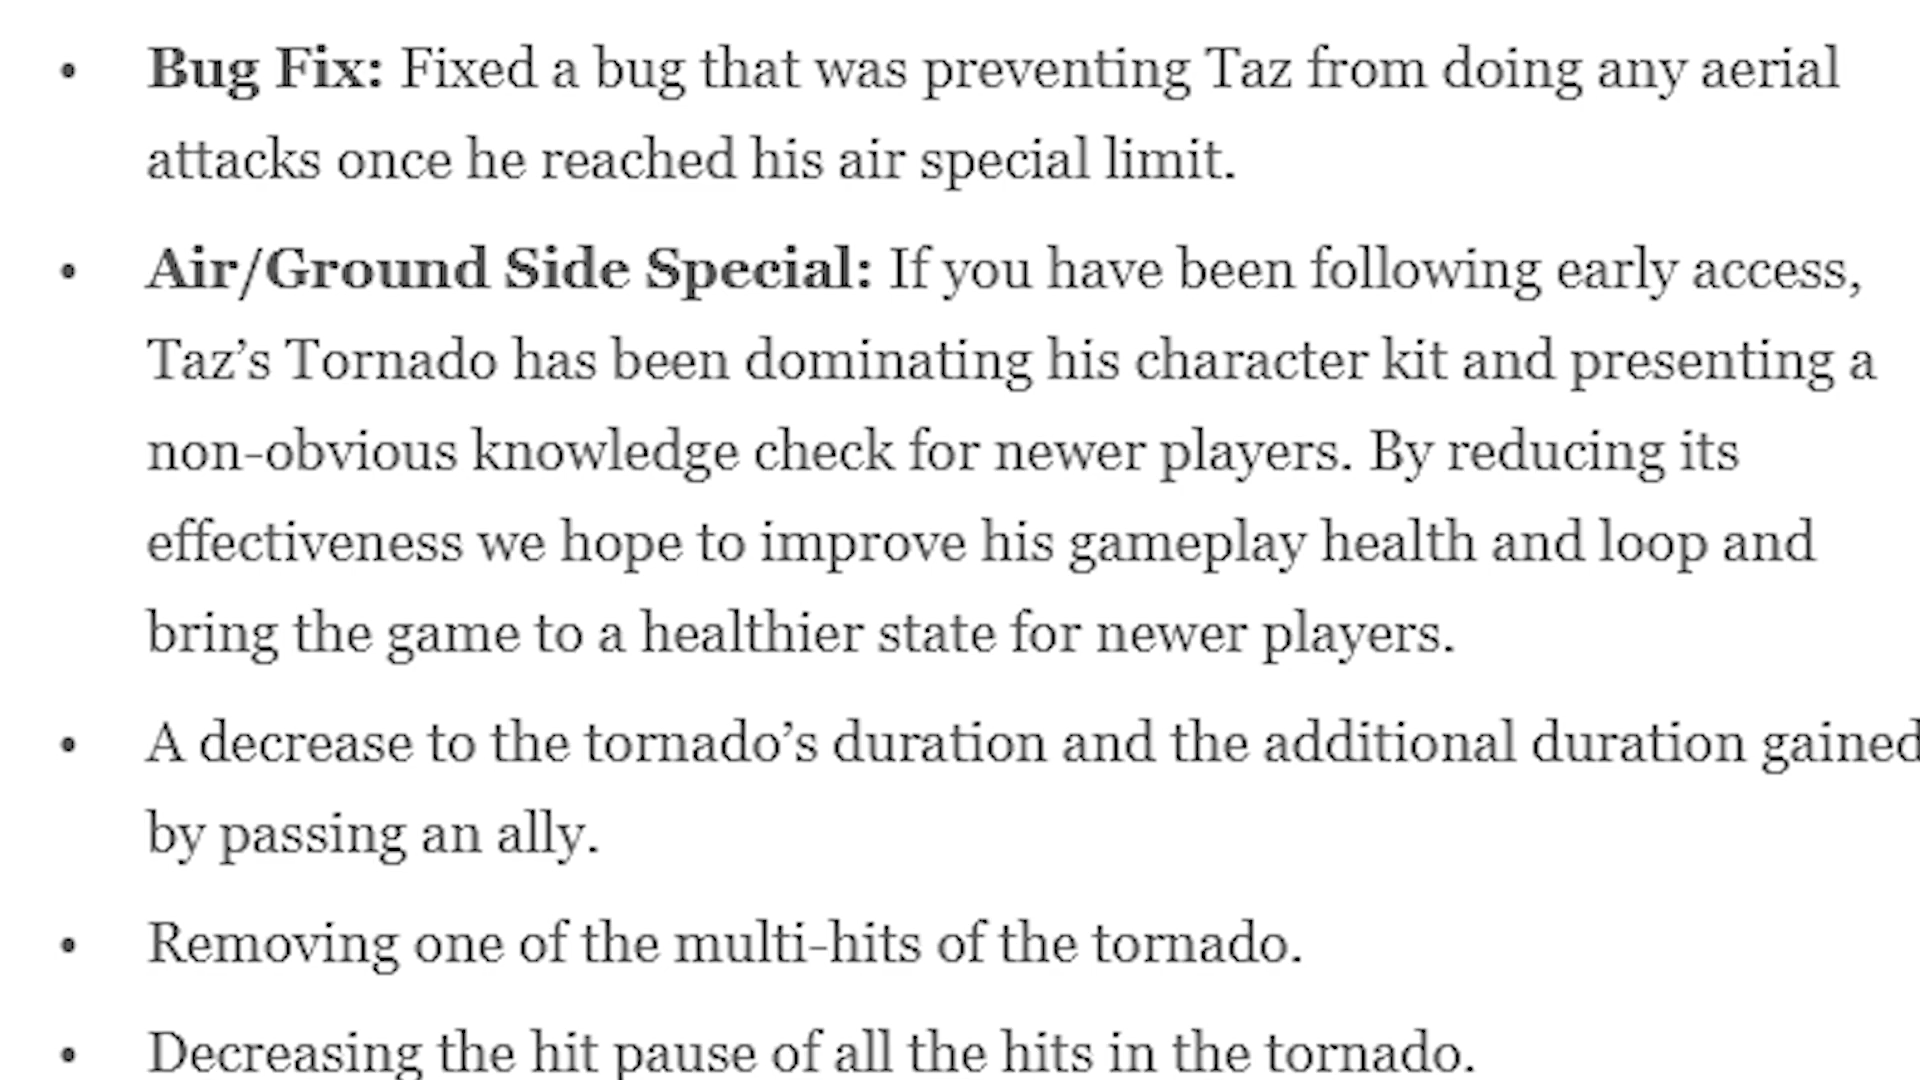 • Bug Fix: Fixed a bug that was preventing Taz from doing any aerial
attacks once he reached his air special limit.
• Air/Ground Side Special: If you have been following early access,
Taz’s Tornado has been dominating his character kit and presenting a
non-obvious knowledge check for newer players. By reducing its
effectiveness we hope to improve his gameplay health and loop and
bring the game to a healthier state for newer players.
• A decrease to the tornado’s duration and the additional duration gained
by passing an ally.
• Removing one of the multi-hits of the tornado.
• Decreasing the hit pause of all the hits in the tornado.